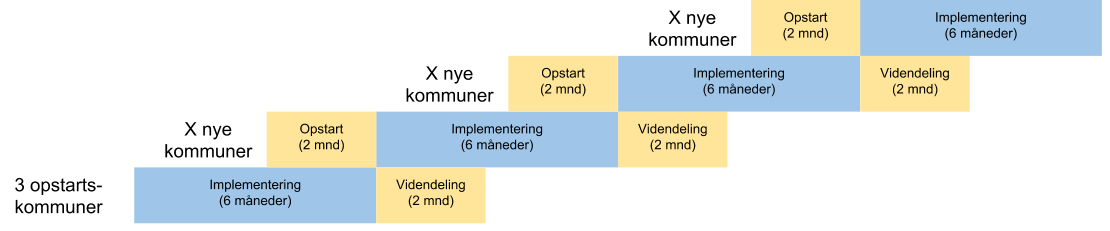 X nye
kommuner
Opstart
(2 mnd)
Implementering
(6 måneder)
X nye
kommuner
Opstart
(2 mnd)
Implementering
(6 måneder)
Videndeling
(2 mnd)
X nye
kommuner
Opstart
(2 mnd)
Implementering
(6 måneder)
Videndeling
(2 mnd)
3 opstarts-
kommuner
Implementering
(6 måneder)
Videndeling
(2 mnd)